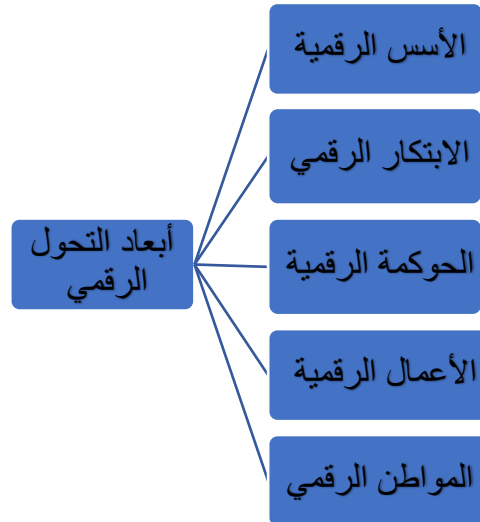 أبعاد التحول
الرقمي
الأسس الرقمية
الابتكار الرقمي
الحوكمة الرقمية
الأعمال الرقمية
المواطن الرقمي